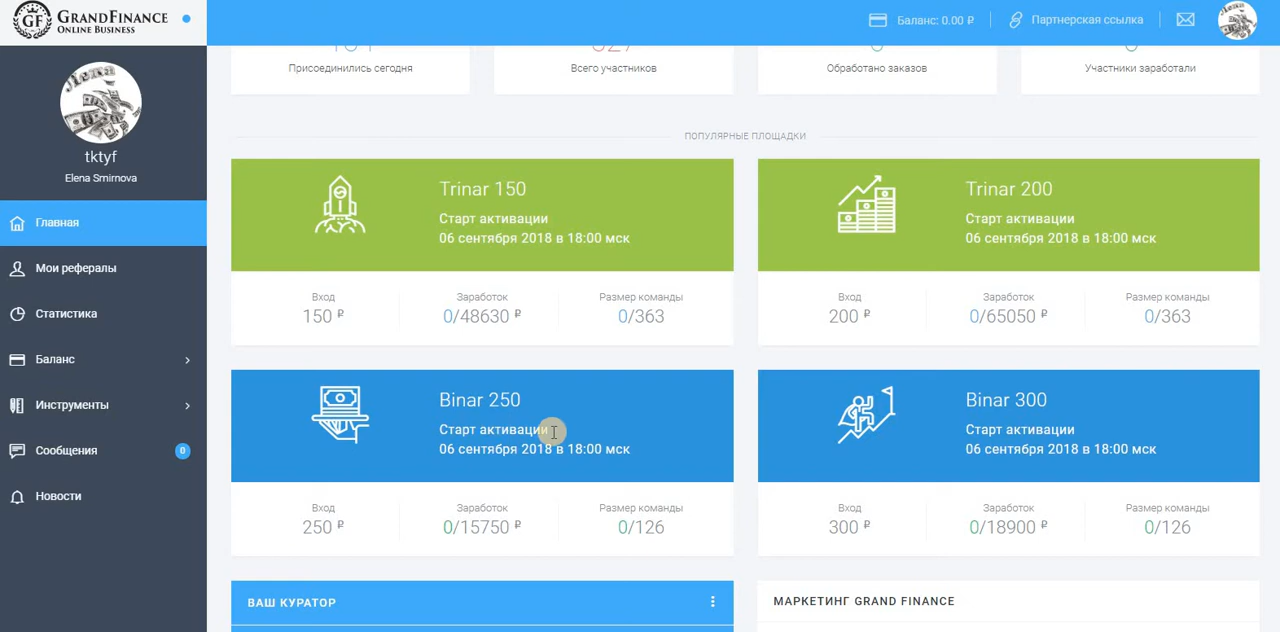 GRANDFINANCE
ONLINE BUSINESS
Баланс: 0.00 ₽
Партнерская ссылка
Присоединились сегодня
Всего участников
Обработано заказов
Участники заработали
tktyf
Elena Smirnova
Главная
Мои рефералы
Статистика
Баланс
Инструменты
Сообщения
0
Новости
ПОПУЛЯРНЫЕ ПЛОЩАДКИ
Trinar 150
Старт активации
06 сентября 2018 в 18:00 мск
Вход
Заработок
Размер команды
150 ₽
0/48630 ₽
0/363
Trinar 200
Старт активации
06 сентября 2018 в 18:00 мск
Вход
Заработок
Размер команды
200 ₽
0/65050 ₽
0/363
Binar 250
Старт активации
06 сентября 2018 в 18:00 мск
Вход
Заработок
Размер команды
250 ₽
0/15750 ₽
0/126
Binar 300
Старт активации
06 сентября 2018 в 18:00 мск
Вход
Заработок
Размер команды
300 ₽
0/18900 ₽
0/126
ВАШ КУРАТОР
МАРКЕТИНГ GRAND FINANCE